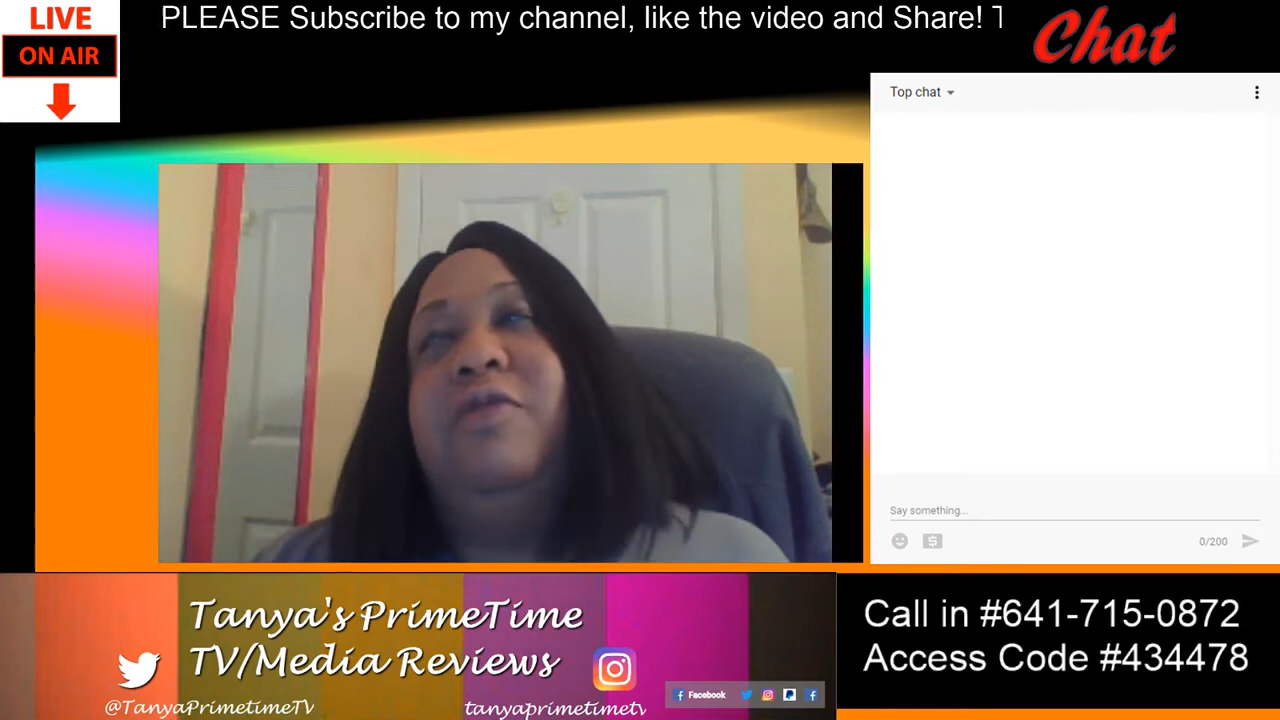 LIVE
ON AIR
PLEASE Subscribe to my channel, like the video and Share! T
Chat
Top chat
Say something...
0/200
Tanya's PrimeTime
TV/Media Reviews
@TanyaPrimetimeTV
tanyaprimetimetv
Facebook
Call in #641-715-0872
Access Code #434478